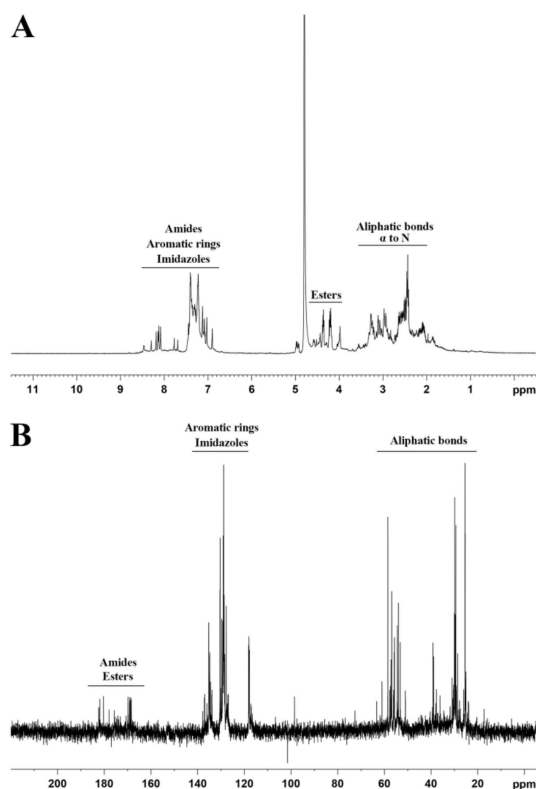 A
Amides
Aromatic rings
Imidazoles
Esters
Aliphatic bonds
α to N
11 10 9 8 7 6 5 4 3 2 1 ppm
B
Aromatic rings
Imidazoles
Aliphatic bonds
Amides
Esters
200 180 160 140 120 100 80 60 40 20 ppm